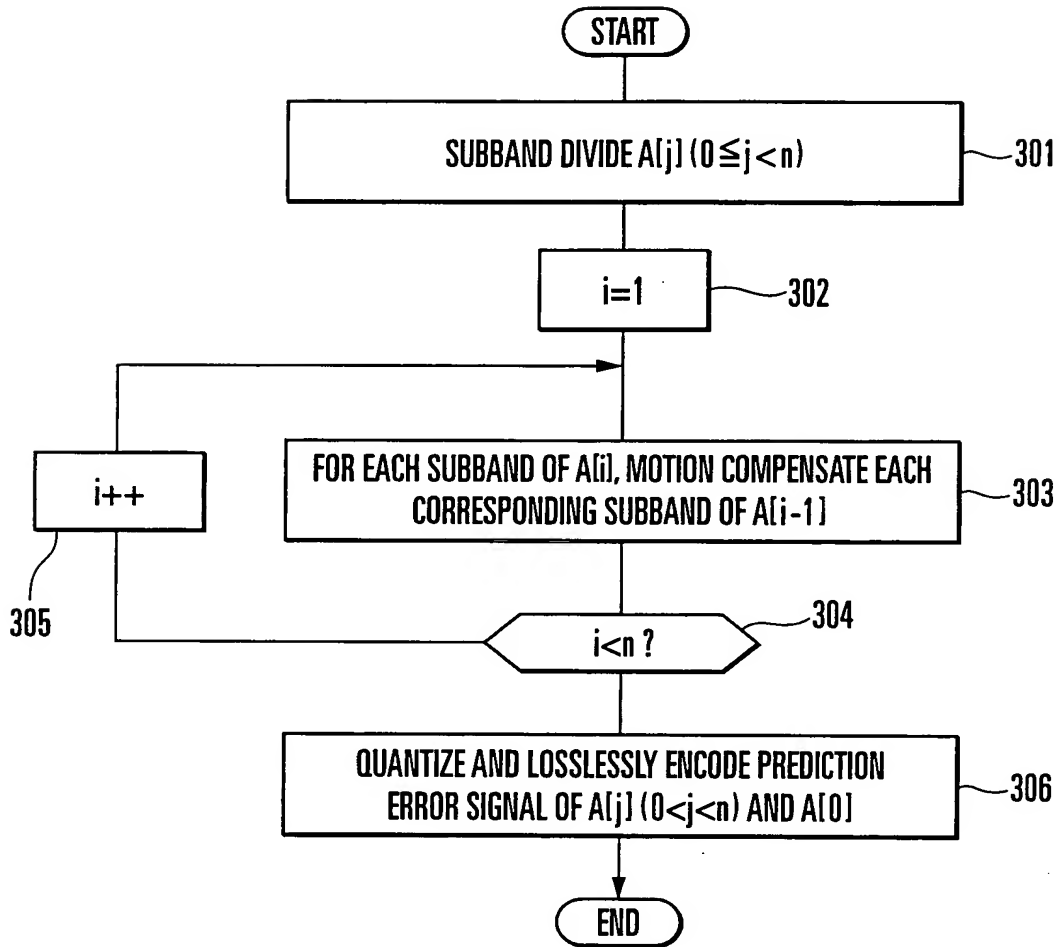 START
SUBBAND DIVIDE A[j] (0≦j<n)
301
i=1
302
FOR EACH SUBBAND OF A[i], MOTION COMPENSATE EACH
CORRESPONDING SUBBAND OF A[i-1]
303
i++
305
i<n ?
304
QUANTIZE AND LOSSLESSLY ENCODE PREDICTION
ERROR SIGNAL OF A[j] (0<j<n) AND A[0]
306
END